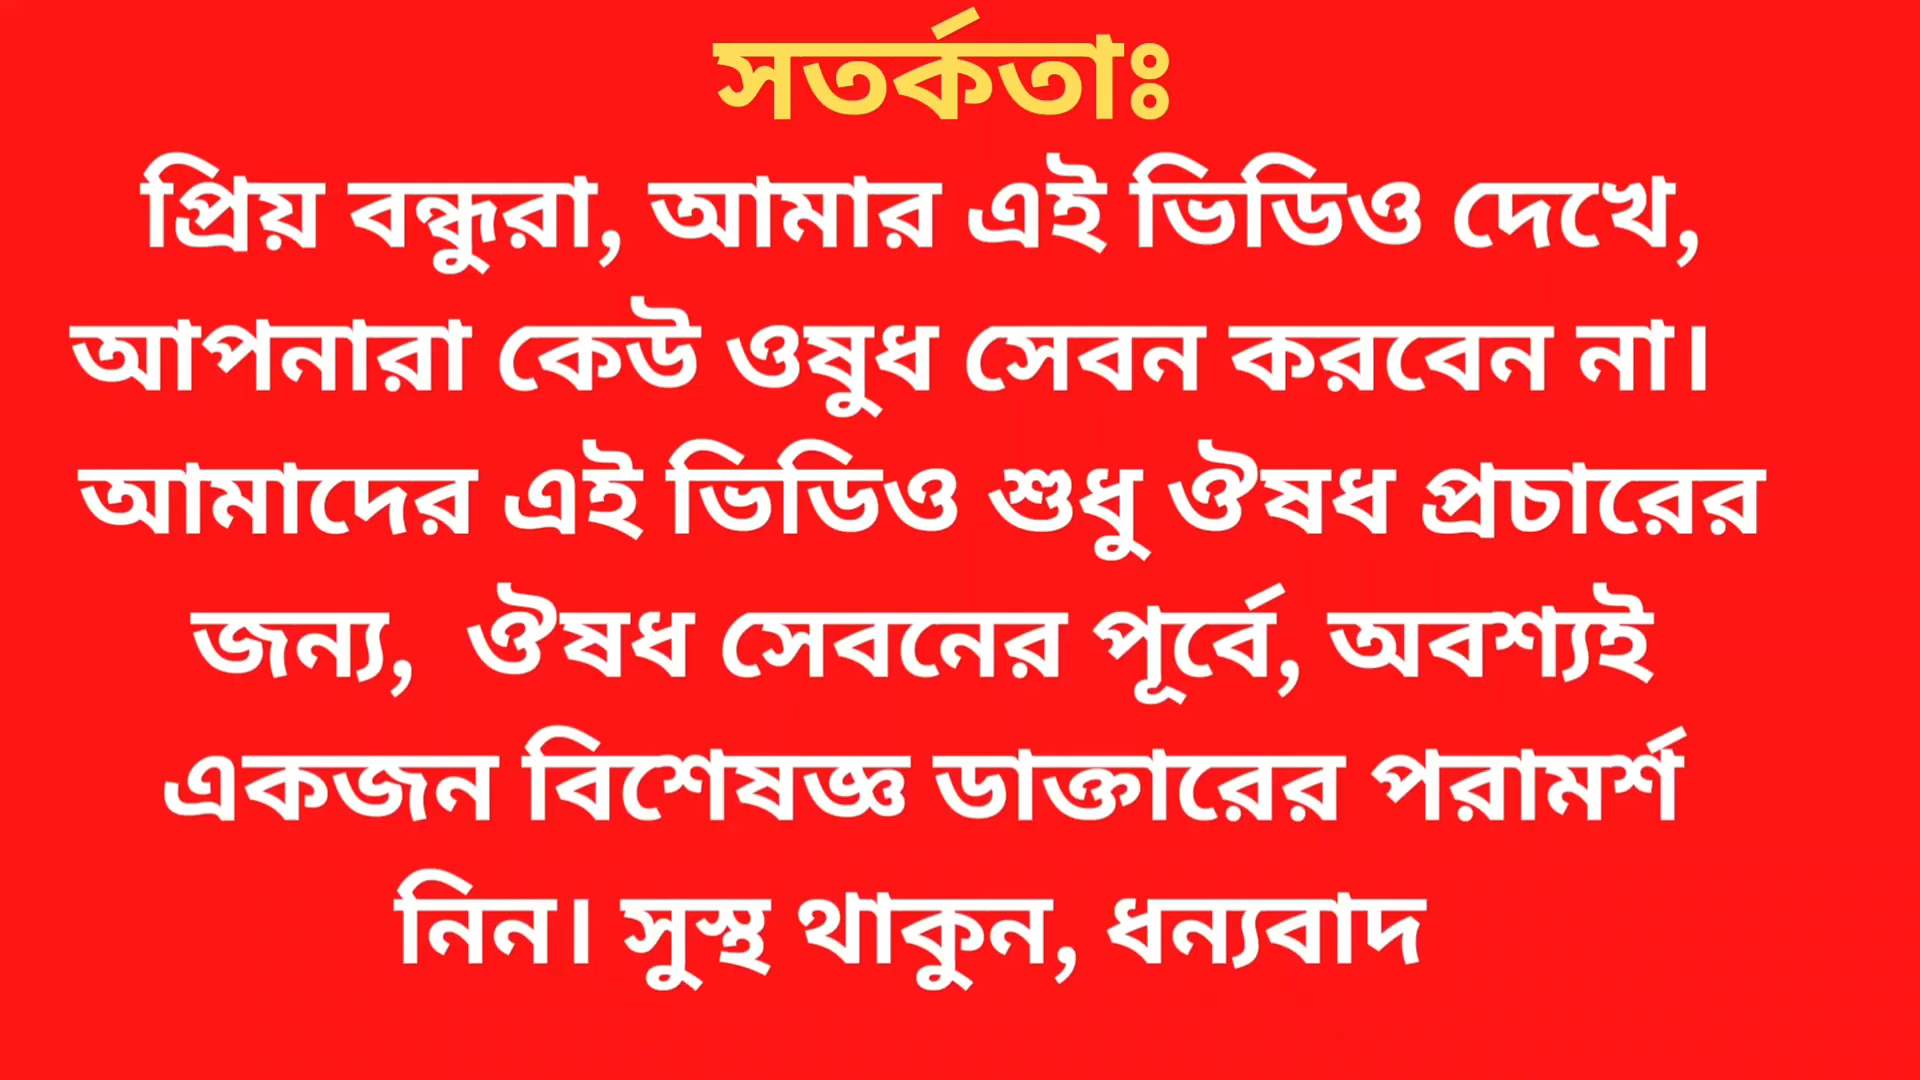 সতর্কতাঃ
প্রিয় বন্ধুরা, আমার এই ভিডিও দেখে,
আপনারা কেউ ওষুধ সেবন করবেন না।
আমাদের এই ভিডিও শুধু ঔষধ প্রচারের
জন্য, ঔষধ সেবনের পূর্বে, অবশ্যই
একজন বিশেষজ্ঞ ডাক্তারের পরামর্শ
নিন। সুস্থ থাকুন, ধন্যবাদ